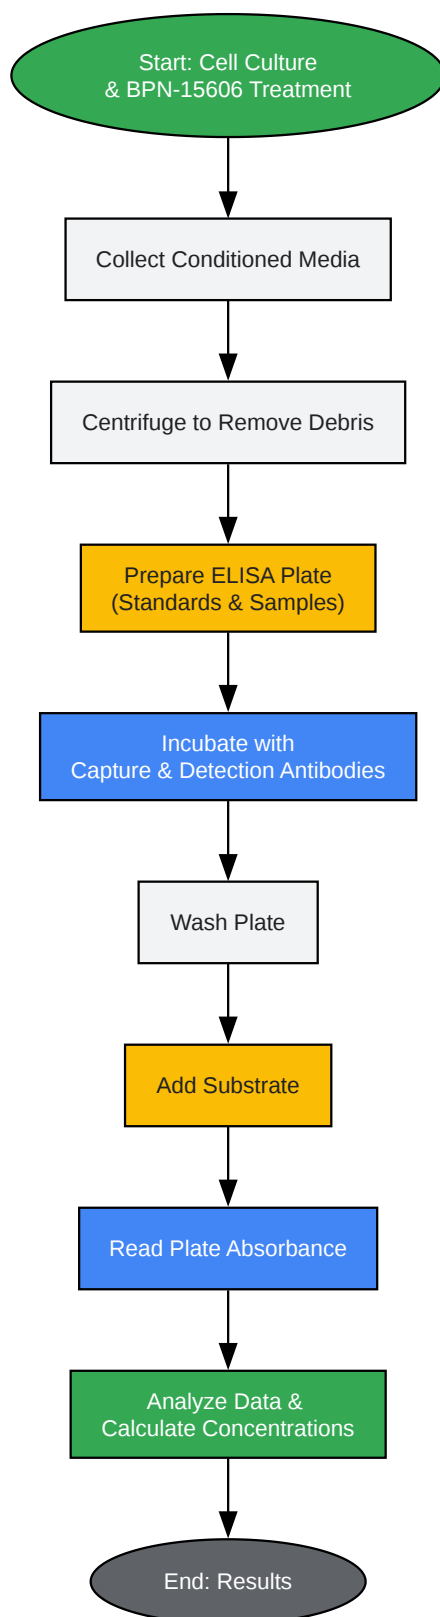 Start: Cell Culture
& BPN-15606 Treatment
Collect Conditioned Media
Centrifuge to Remove Debris
Prepare ELISA Plate
(Standards & Samples)
Incubate with
Capture & Detection Antibodies
Wash Plate
Add Substrate
Read Plate Absorbance
Analyze Data &
Calculate Concentrations
End: Results